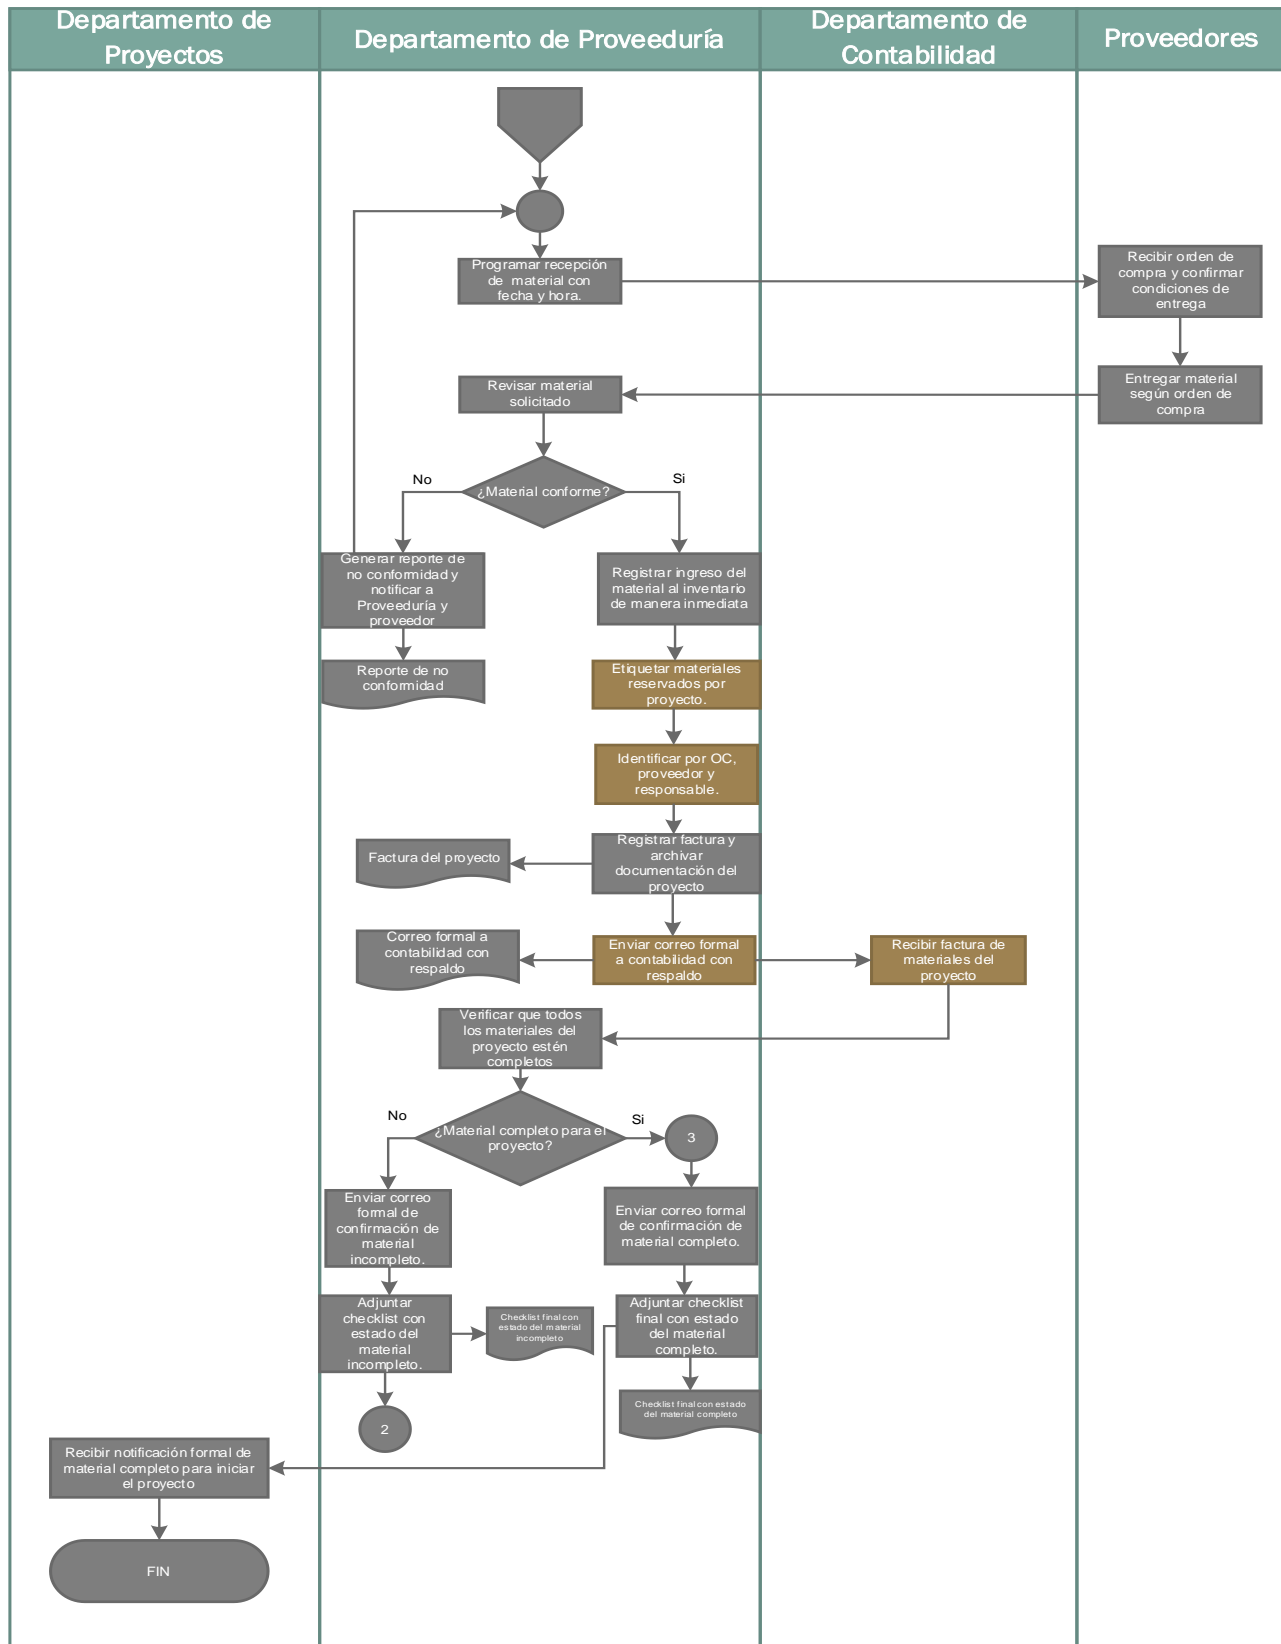 Departamento de
Proyectos
Departamento de Proveeduría
Departamento de
Contabilidad
Proveedores
Programar recepción
de material con
fecha y hora.
Recibir orden de
compra y confirmar
condiciones de
entrega
Revisar material
solicitado
Entregar material
según orden de
compra
No
¿Material conforme?
Si
Generar reporte de
no conformidad y
notificar a
Proveeduría y
proveedor
Registrar ingreso del
material al inventario
de manera inmediata
Reporte de no
conformidad
Etiquetar materiales
reservados por
proyecto.
Identificar por OC,
proveedor y
responsable.
Factura del proyecto
Registrar factura y
archivar
documentación del
proyecto
Correo formal a
contabilidad con
respaldo
Enviar correo formal
a contabilidad con
respaldo
Recibir factura de
materiales del
proyecto
Verificar que todos
los materiales del
proyecto estén
completos
No
¿Material completo para el
proyecto?
Si
3
Enviar correo
formal de
confirmación de
material
incompleto.
Enviar correo formal
de confirmación de
material completo.
Adjuntar
checklist con
estado del
material
incompleto.
Checklist final con
estado del material
incompleto
Adjuntar checklist
final con estado
del material
completo.
Checklist final con estado
del material completo
2
Recibir notificación formal de
material completo para iniciar
el proyecto
FIN